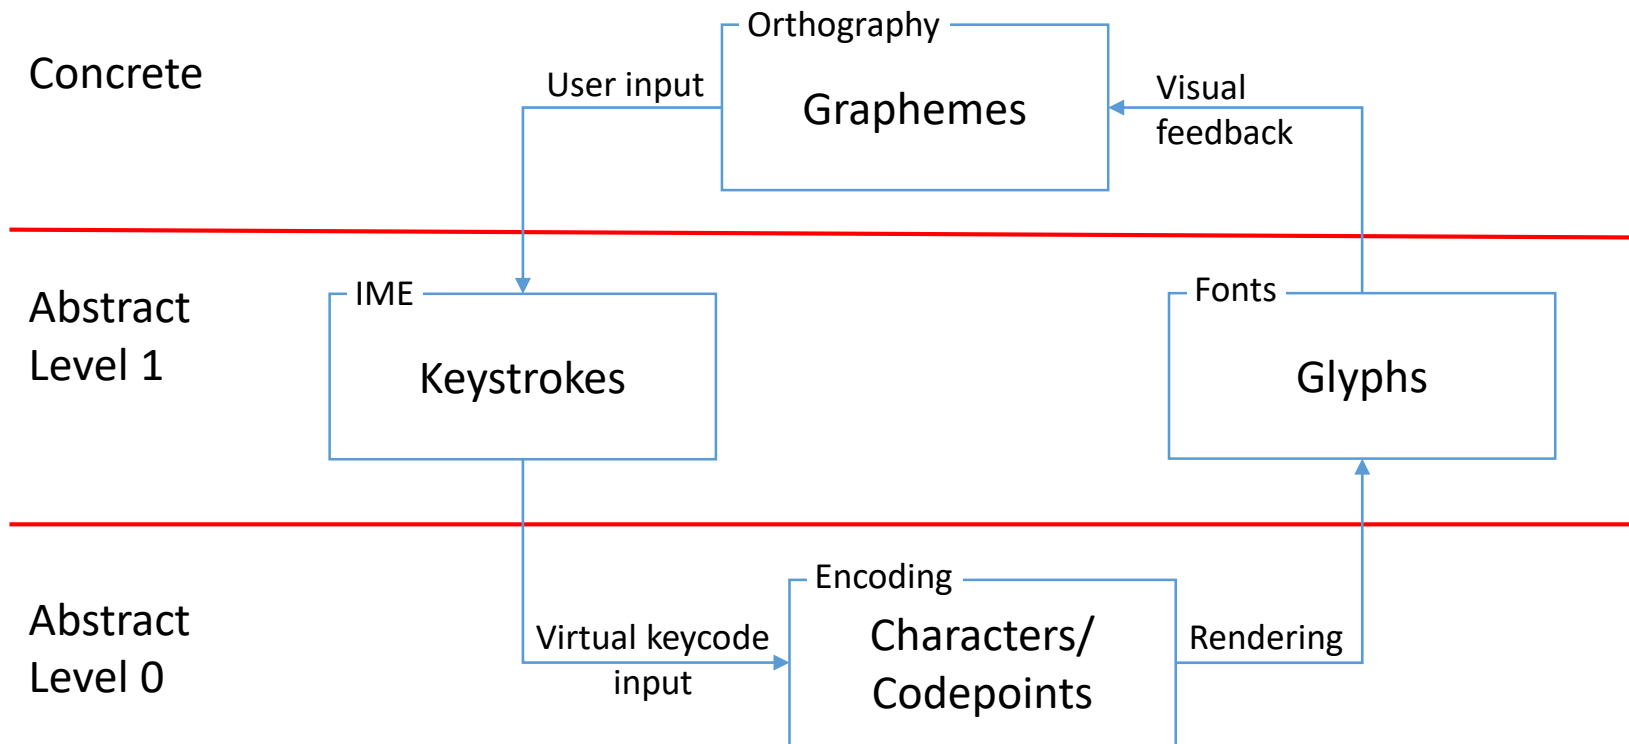 Orthography
Concrete
User input
Graphemes
Visual
feedback
IME
Fonts
Abstract
Level 1
Keystrokes
Glyphs
Encoding
Abstract
Level 0
Virtual keycode
input
Characters/
Codepoints
Rendering